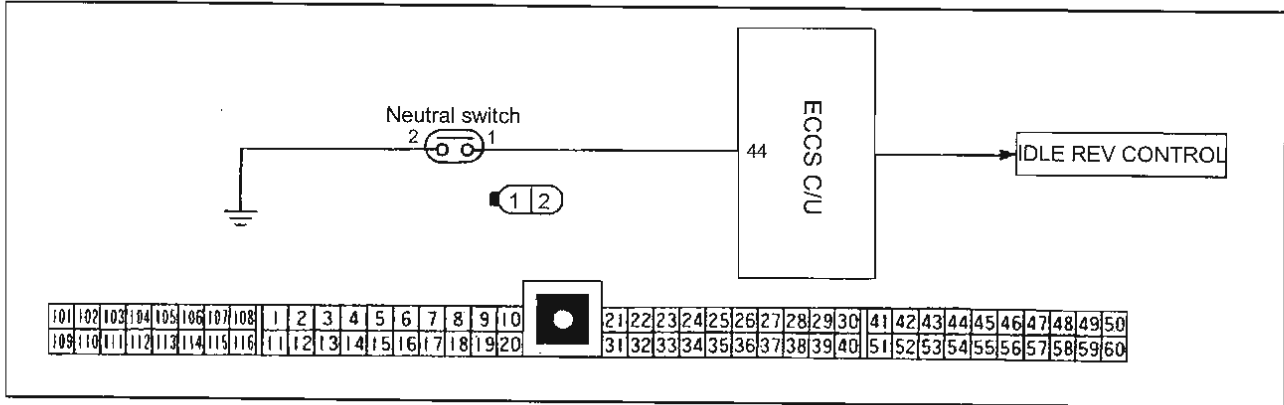 Neutral switch
2 1
44
ECCS C/U
IDLE REV CONTROL
1 2
101 102 103 104 105 106 107 108 1 2 3 4 5 6 7 8 9 10 21 22 23 24 25 26 27 28 29 30 41 42 43 44 45 46 47 48 49 50
109 110 111 112 113 114 115 116 11 12 13 14 15 16 17 18 19 20 31 32 33 34 35 36 37 38 39 40 51 52 53 54 55 56 57 58 59 60